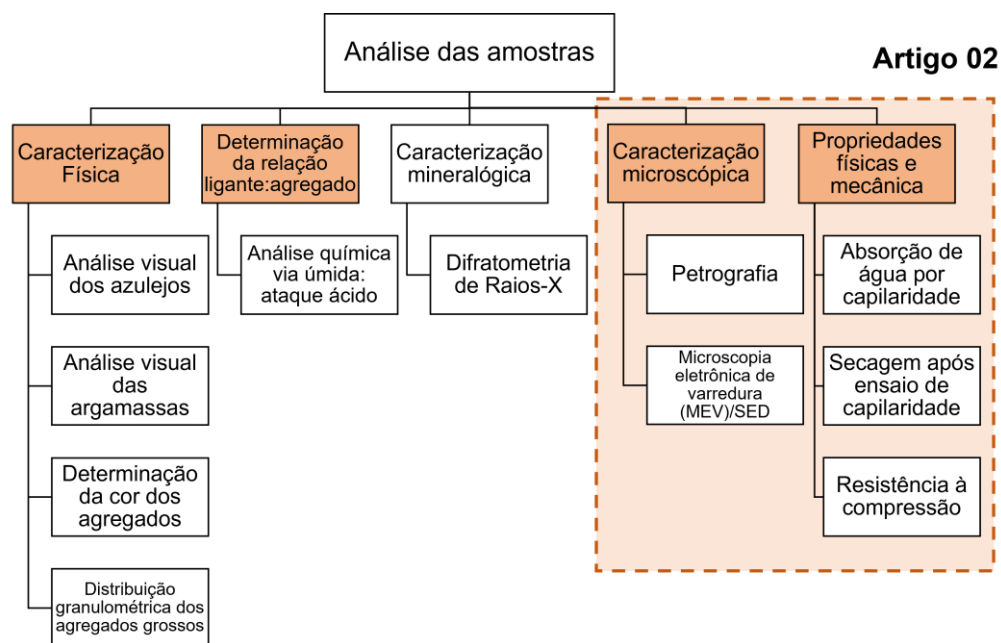 Análise das amostras
Artigo 02
Caracterização
Física
Determinação
da relação
ligante:agregado
Caracterização
mineralógica
Caracterização
microscópica
Propriedades
físicas e
mecânica
Análise visual
dos azulejos
Análise visual
das
argamassas
Determinação
da cor dos
agregados
Distribuição
granulométrica dos
agregados grossos
Análise química
via úmida:
ataque ácido
Difratometria
de Raios-X
Petrografia
Microscopia
eletrônica de
varredura
(MEV)/SED
Absorção de
água por
capilaridade
Secagem após
ensaio de
capilaridade
Resistência à
compressão